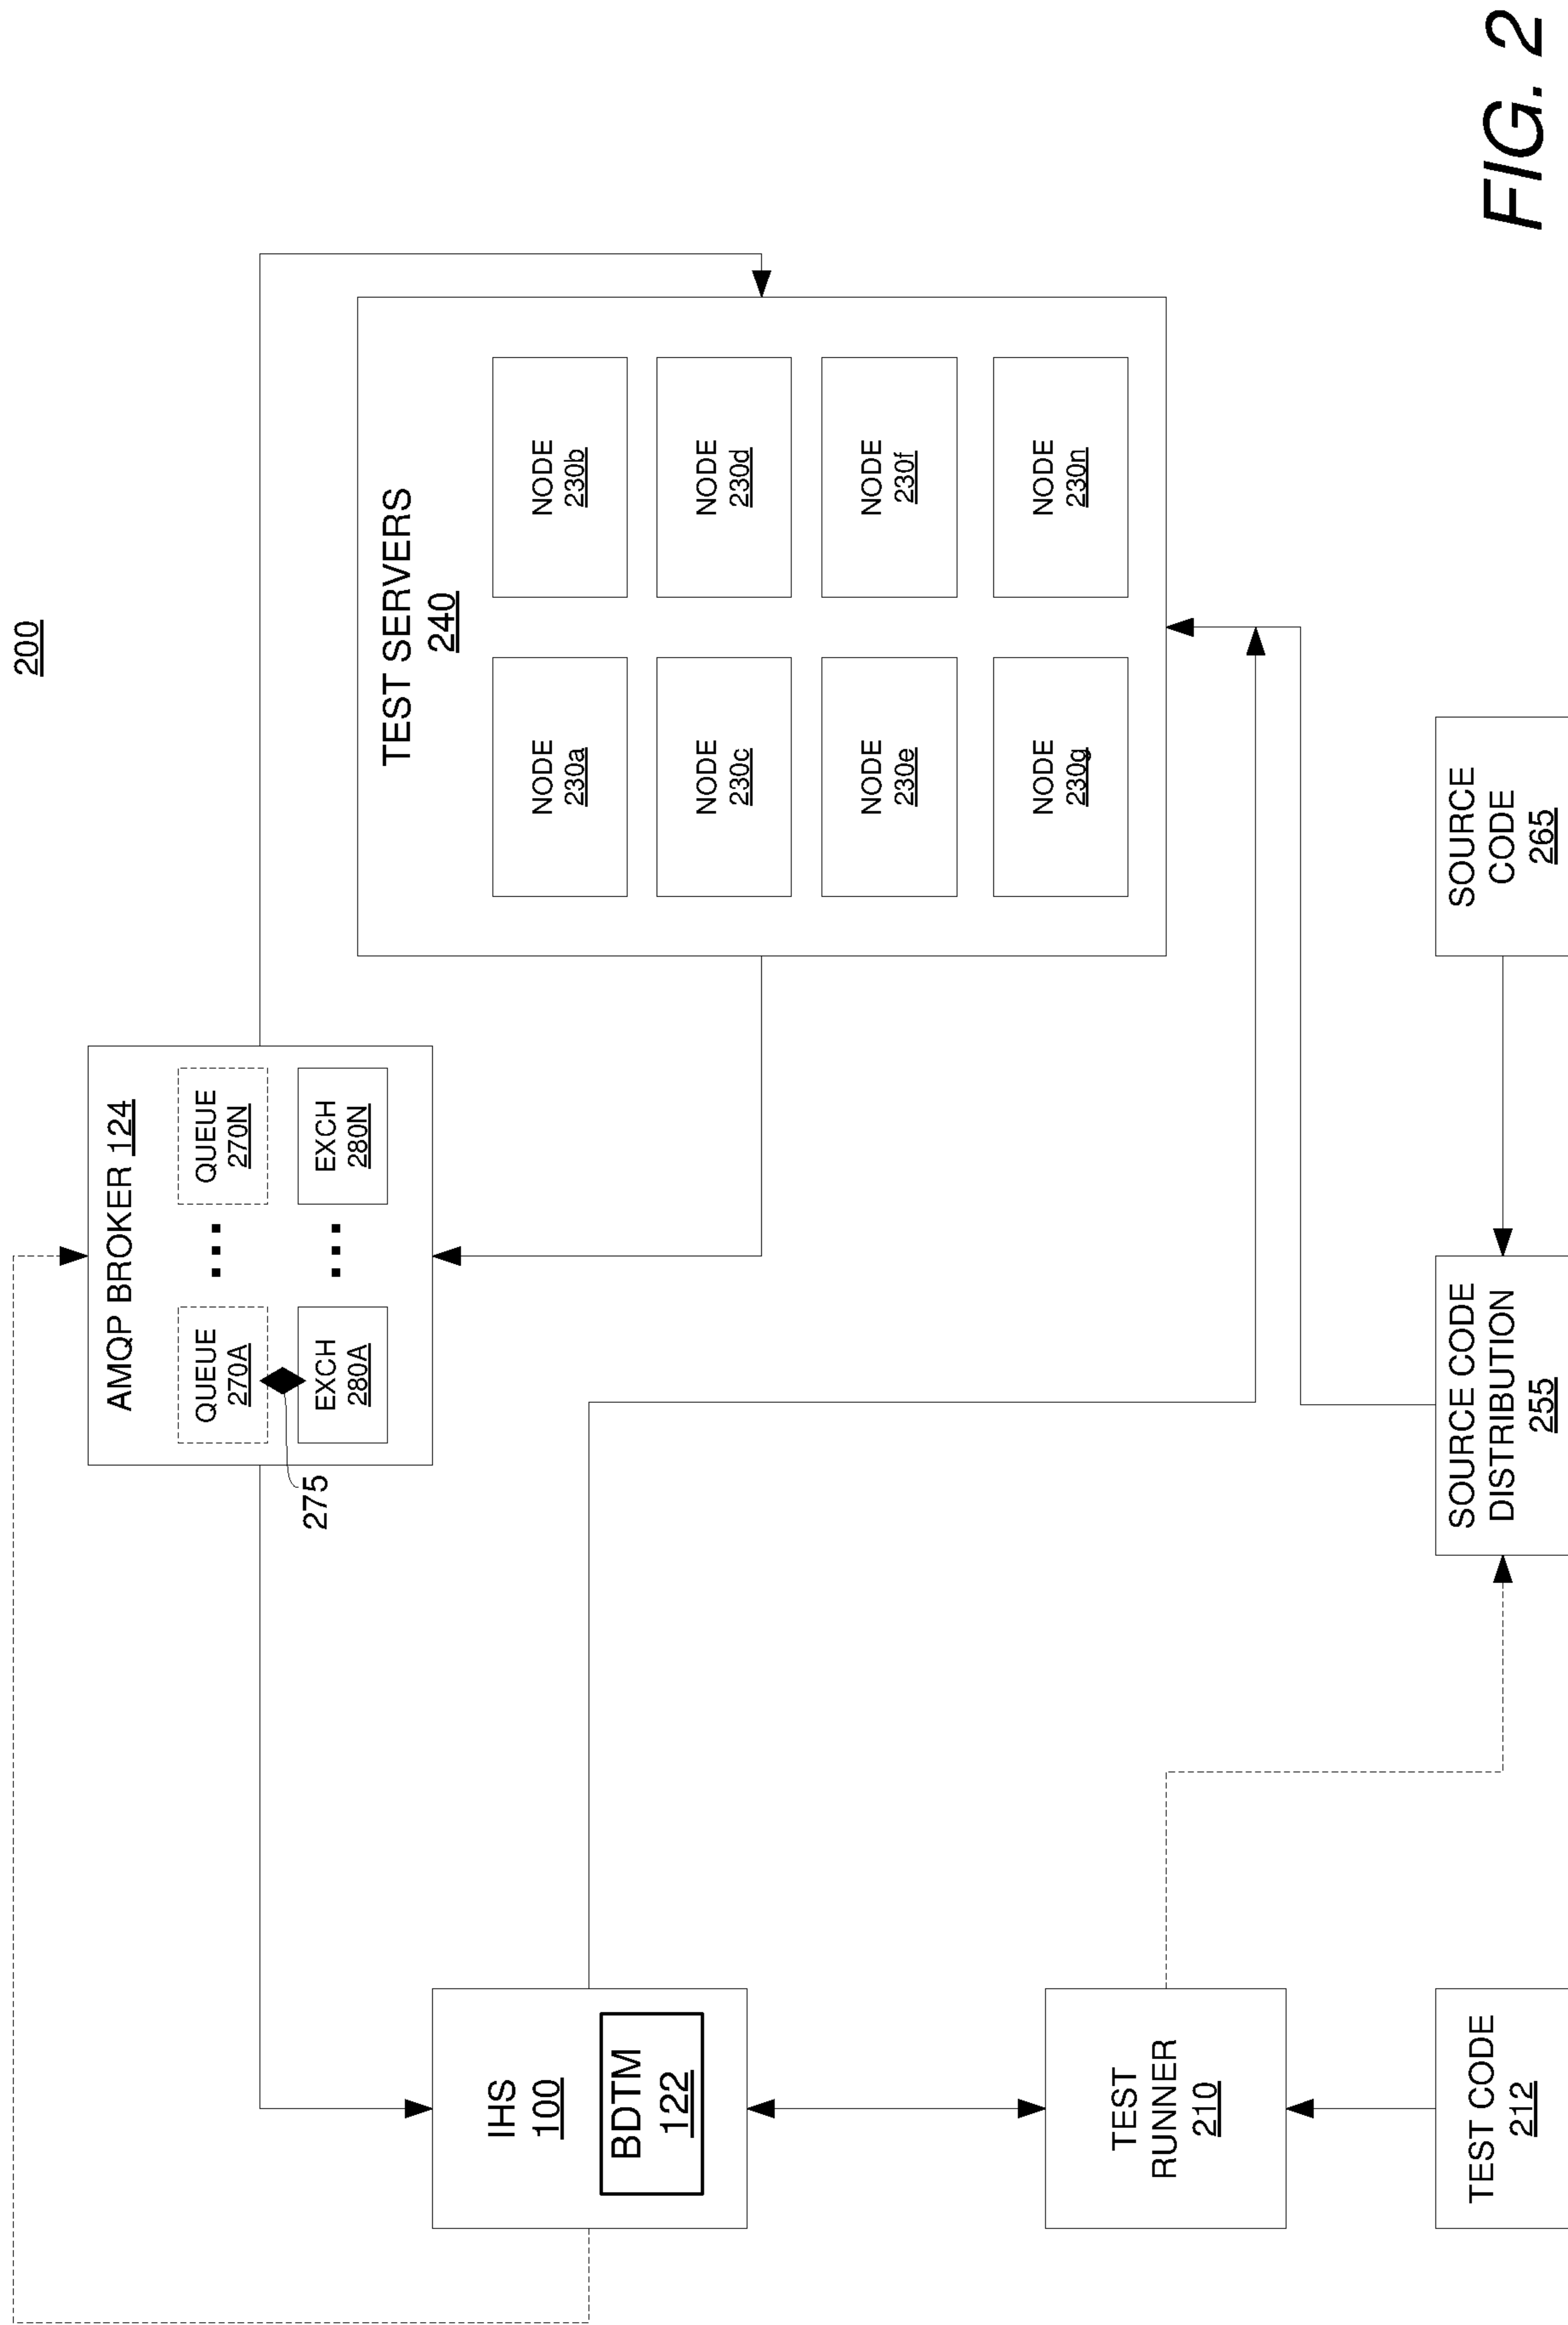 200
AMQP BROKER 124
QUEUE
270A
...
QUEUE
270N
EXCH
280A
...
EXCH
280N
275
TEST SERVERS
240
NODE
230a
NODE
230b
NODE
230c
NODE
230d
NODE
230e
NODE
230f
NODE
230g
NODE
230n
IHS
100
BDTM
122
TEST
RUNNER
210
TEST CODE
212
SOURCE CODE
DISTRIBUTION
255
SOURCE
CODE
265
FIG. 2